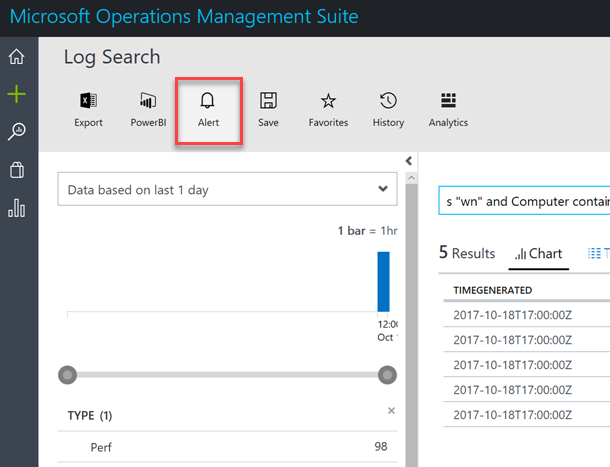 Microsoft Operations Management Suite
Log Search
Export PowerBI Alert Save Favorites History Analytics
Data based on last 1 day
s "wn" and Computer contain
1 bar = 1hr
5 Results Chart
TIMEGENERATED
12:00
Oct
2017-10-18T17:00:00Z
2017-10-18T17:00:00Z
2017-10-18T17:00:00Z
2017-10-18T17:00:00Z
2017-10-18T17:00:00Z
TYPE (1)
Perf 98